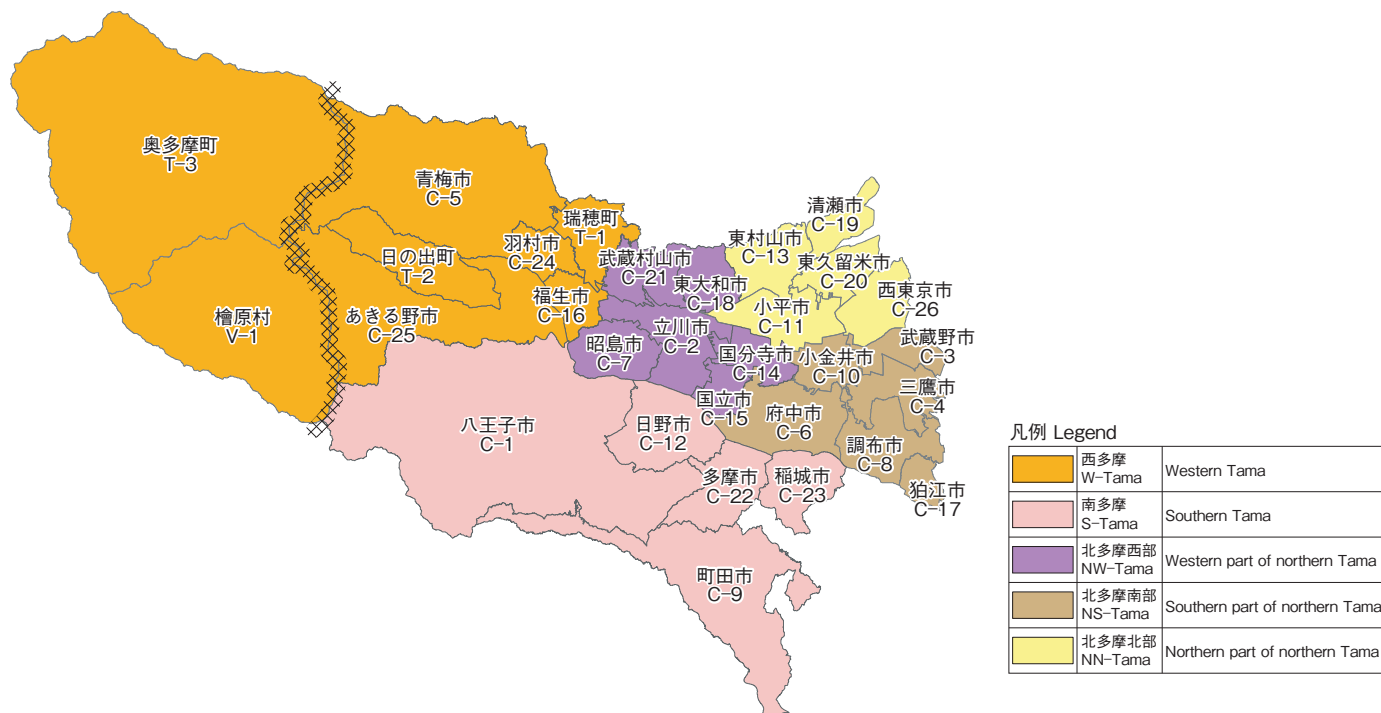 奥多摩町
T-3
青梅市
C-5
瑞穂町
T-1
清瀬市
C-19
東村山市
C-13
羽村市
C-24
日の出町
T-2
武蔵村山市
C-21
東大和市
C-18
東久留米市
C-20
西東京市
C-26
福生市
C-16
小平市
C-11
檜原村
V-1
あきる野市
C-25
昭島市
C-7
立川市
C-2
国分寺市
C-14
小金井市
C-10
武蔵野市
C-3
三鷹市
C-4
国立市
C-15
府中市
C-6
八王子市
C-1
日野市
C-12
調布市
C-8
多摩市
C-22
稲城市
C-23
狛江市
C-17
町田市
C-9
凡例 Legend
西多摩
W-Tama
Western Tama
南多摩
S-Tama
Southern Tama
北多摩西部
NW-Tama
Western part of northern Tama
北多摩南部
NS-Tama
Southern part of northern Tama
北多摩北部
NN-Tama
Northern part of northern Tama